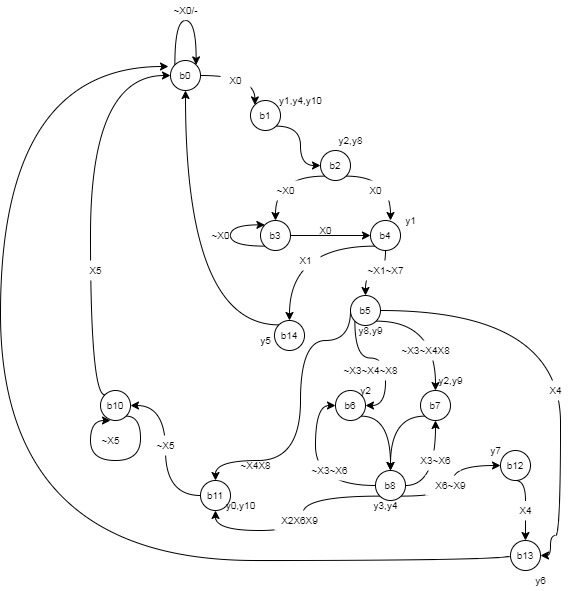 ~X0/-
b0
X0
y1,y4,y10
b1
y2,y8
b2
~X0
X0
y1
~X0
b3
X0
b4
X1
~X1~X7
X5
b5
y8,y9
b14
y5
~X3~X4X8
~X3~X4~X8
y2
y2,y9
X4
b10
b6
b7
~X5
~X5
y7
~X4X8
~X3~X6
X3~X6
b12
b8
X6~X9
b11
y0,y10
y3,y4
X4
X2X6X9
b13
y6